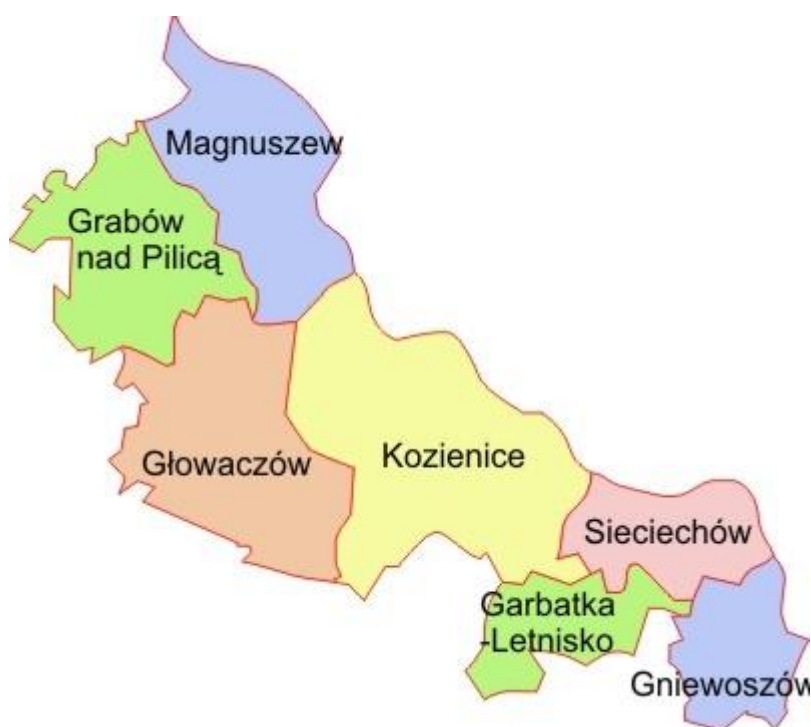 Magnuszew
Grabów
nad Pilicą
Głowaczów
Kozienice
Sieciechów
Garbatka
-Letnisko
Gniewoszów